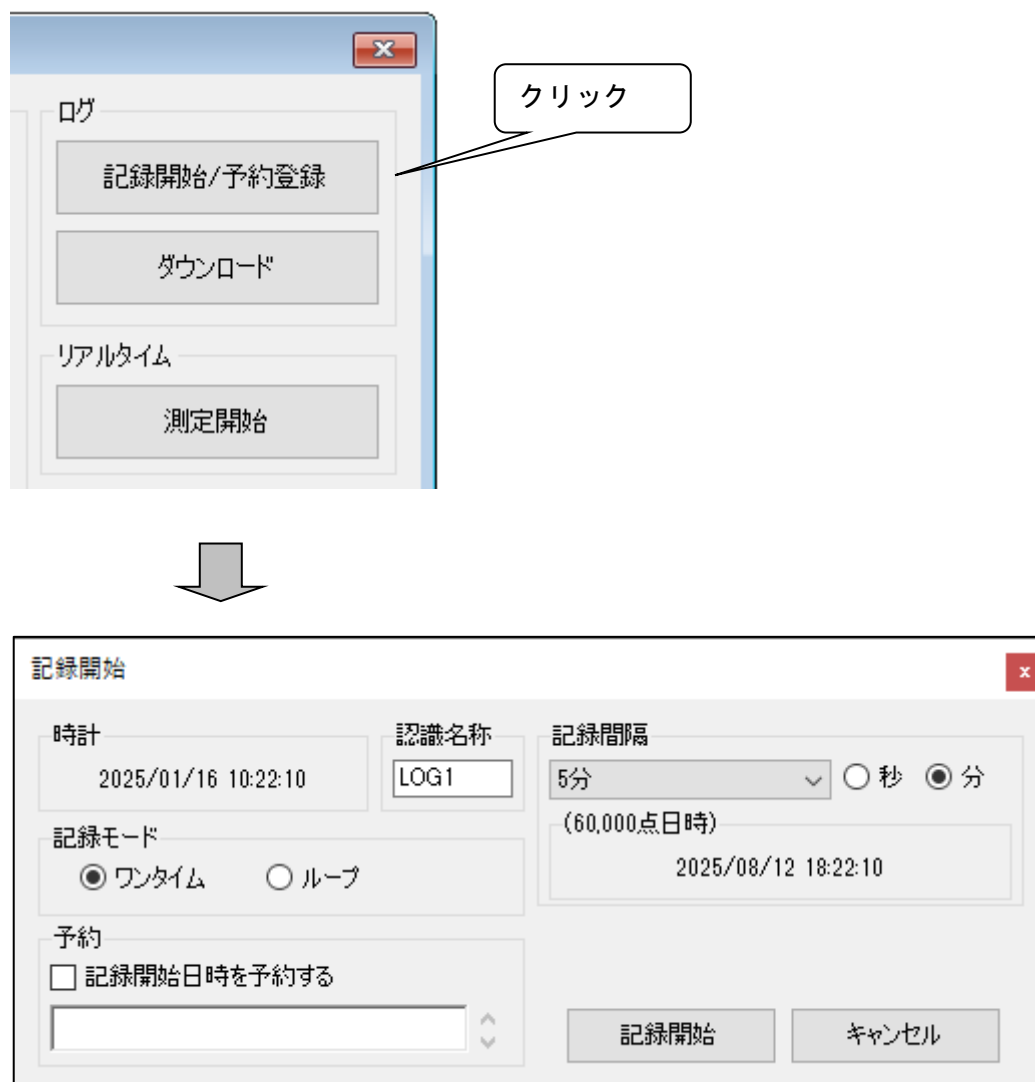 クリック
ログ
記録開始/予約登録
ダウンロード
リアルタイム
測定開始
記録開始
時計
2025/01/16 10:22:10
認識名称
LOG1
記録間隔
5分 秒 分
(60,000点日時)
2025/08/12 18:22:10
記録モード
ワンタイム ループ
予約
記録開始日時を予約する
記録開始 キャンセル